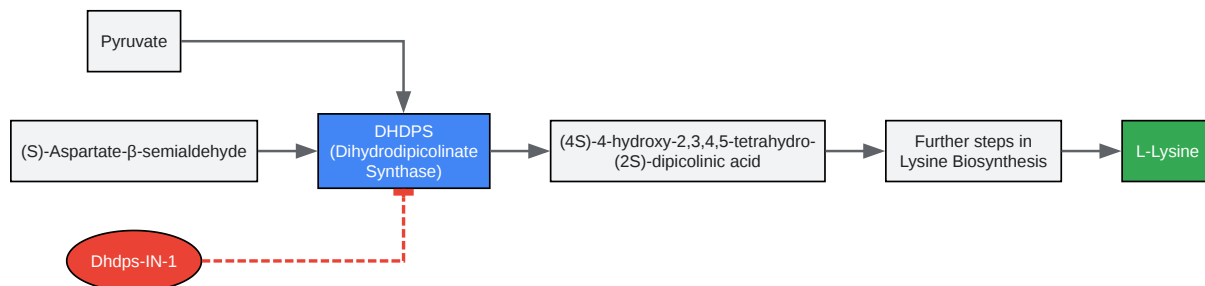 Pyruvate
(S)-Aspartate-β-semialdehyde
DHDPS
(Dihydrodipicolinate
Synthase)
(4S)-4-hydroxy-2,3,4,5-tetrahydro-
(2S)-dipicolinic acid
Further steps in
Lysine Biosynthesis
L-Lysine
Dhdps-IN-1